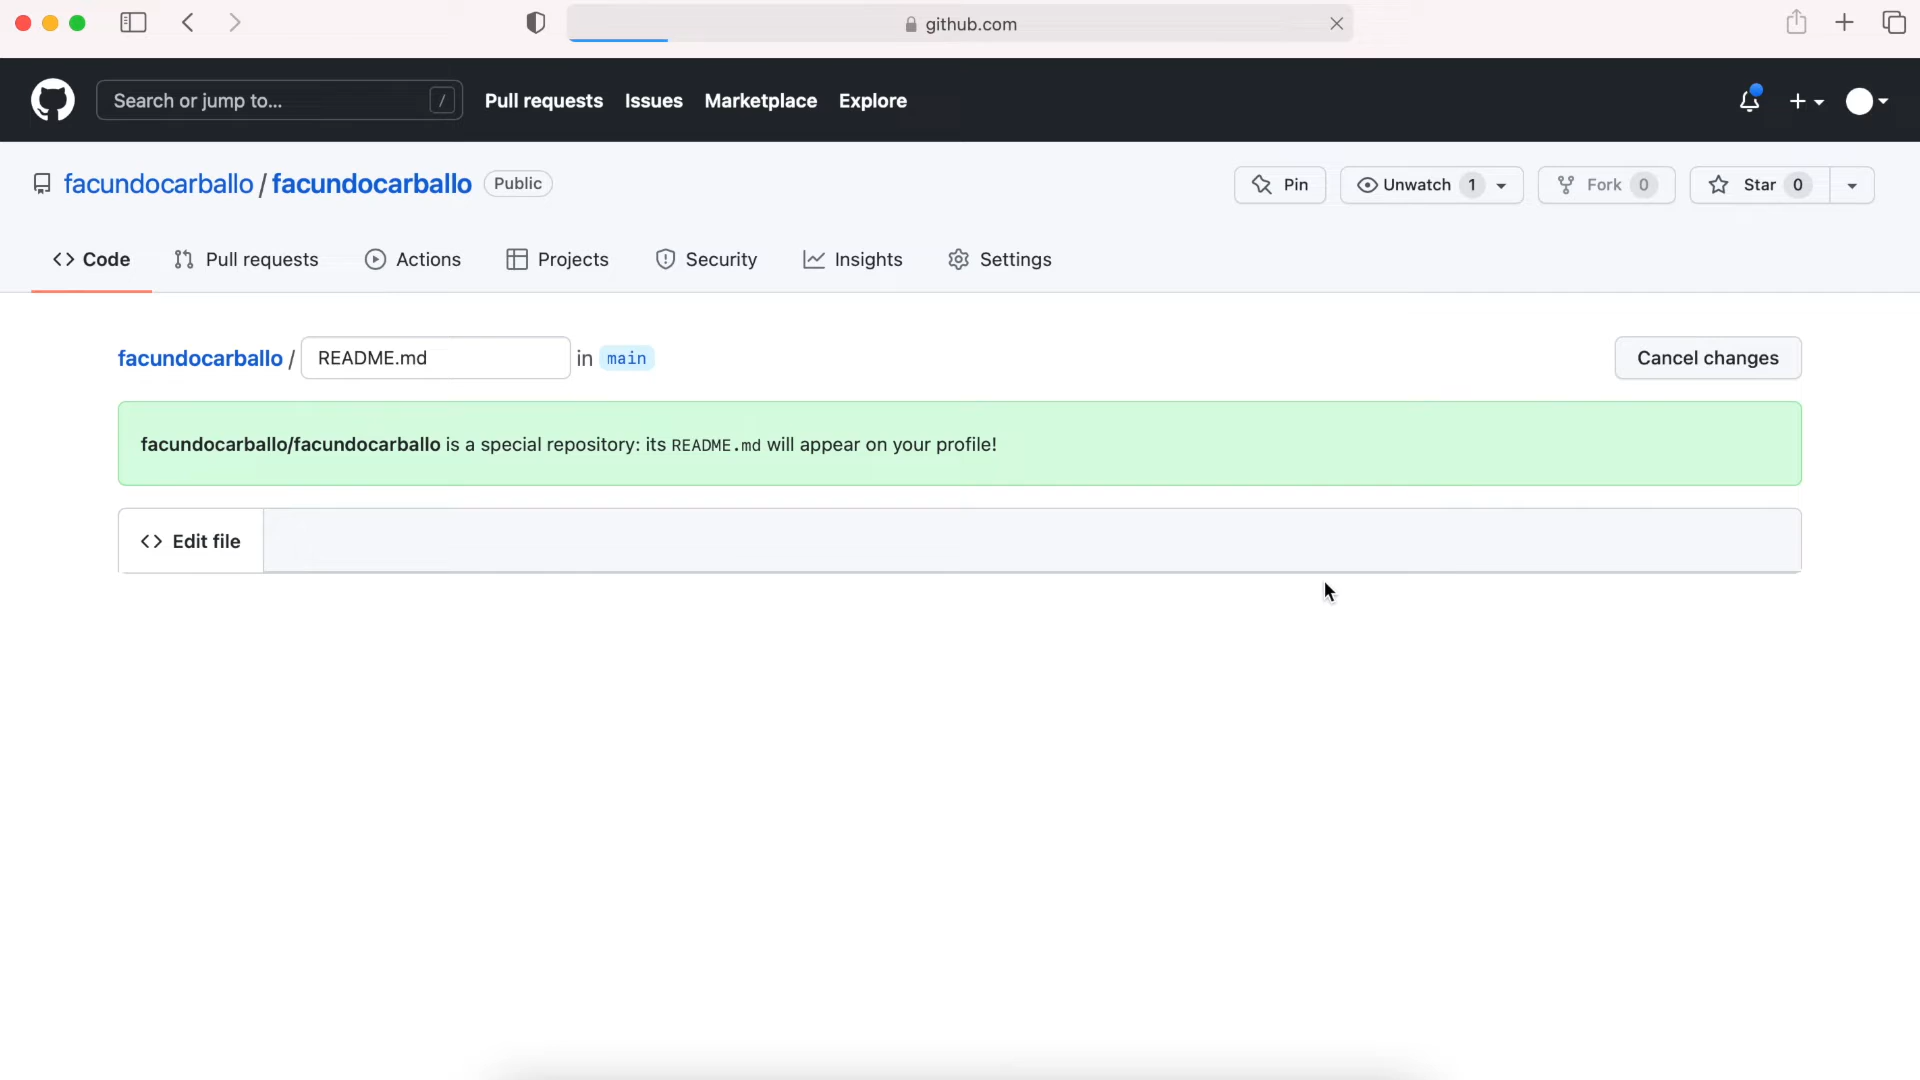 github.com
Search or jump to... / Pull requests Issues Marketplace Explore
facundocarballo / facundocarballo Public Pin Unwatch 1 Fork 0 Star 0
Code Pull requests Actions Projects Security Insights Settings
facundocarballo / README.md in main Cancel changes
facundocarballo/facundocarballo is a special repository: its README.md will appear on your profile!
<> Edit file